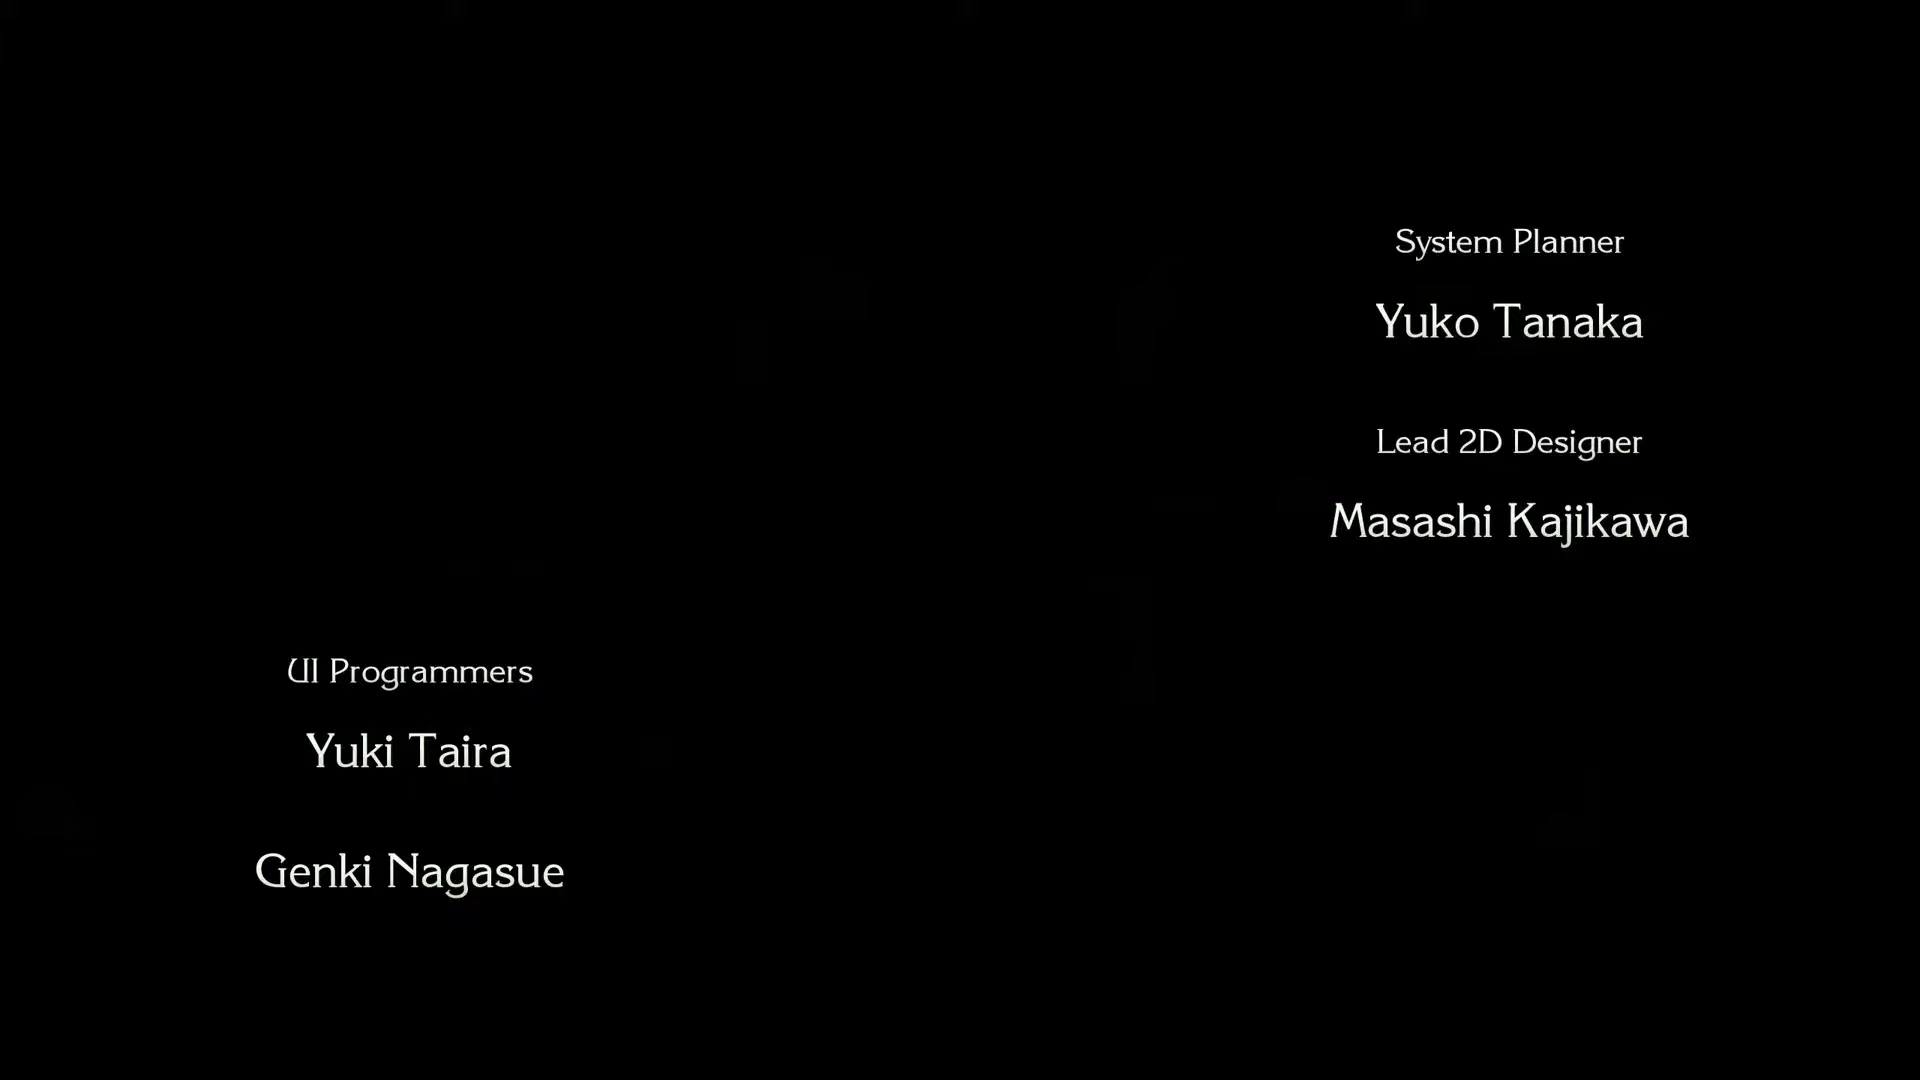 System Planner
Yuko Tanaka
Lead 2D Designer
Masashi Kajikawa
UI Programmers
Yuki Taira
Genki Nagasue